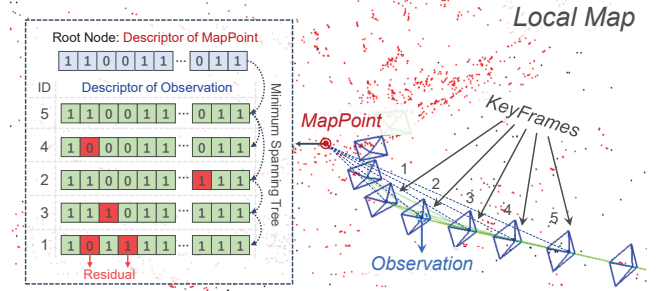 Local Map
Root Node: Descriptor of MapPoint
1 1 0 0 1 1 ··· 0 1 1
ID Descriptor of Observation
5 1 1 0 0 1 1 ··· 0 1 1
4 1 0 0 0 1 1 ··· 0 1 1
2 1 1 0 0 1 1 ··· 1 1 1
3 1 1 1 0 1 1 ··· 1 1 1
1 1 0 1 1 1 1 ··· 1 1 1
Residual
Minimum Spanning Tree
MapPoint
KeyFrames
1
2
3
4
5
Observation